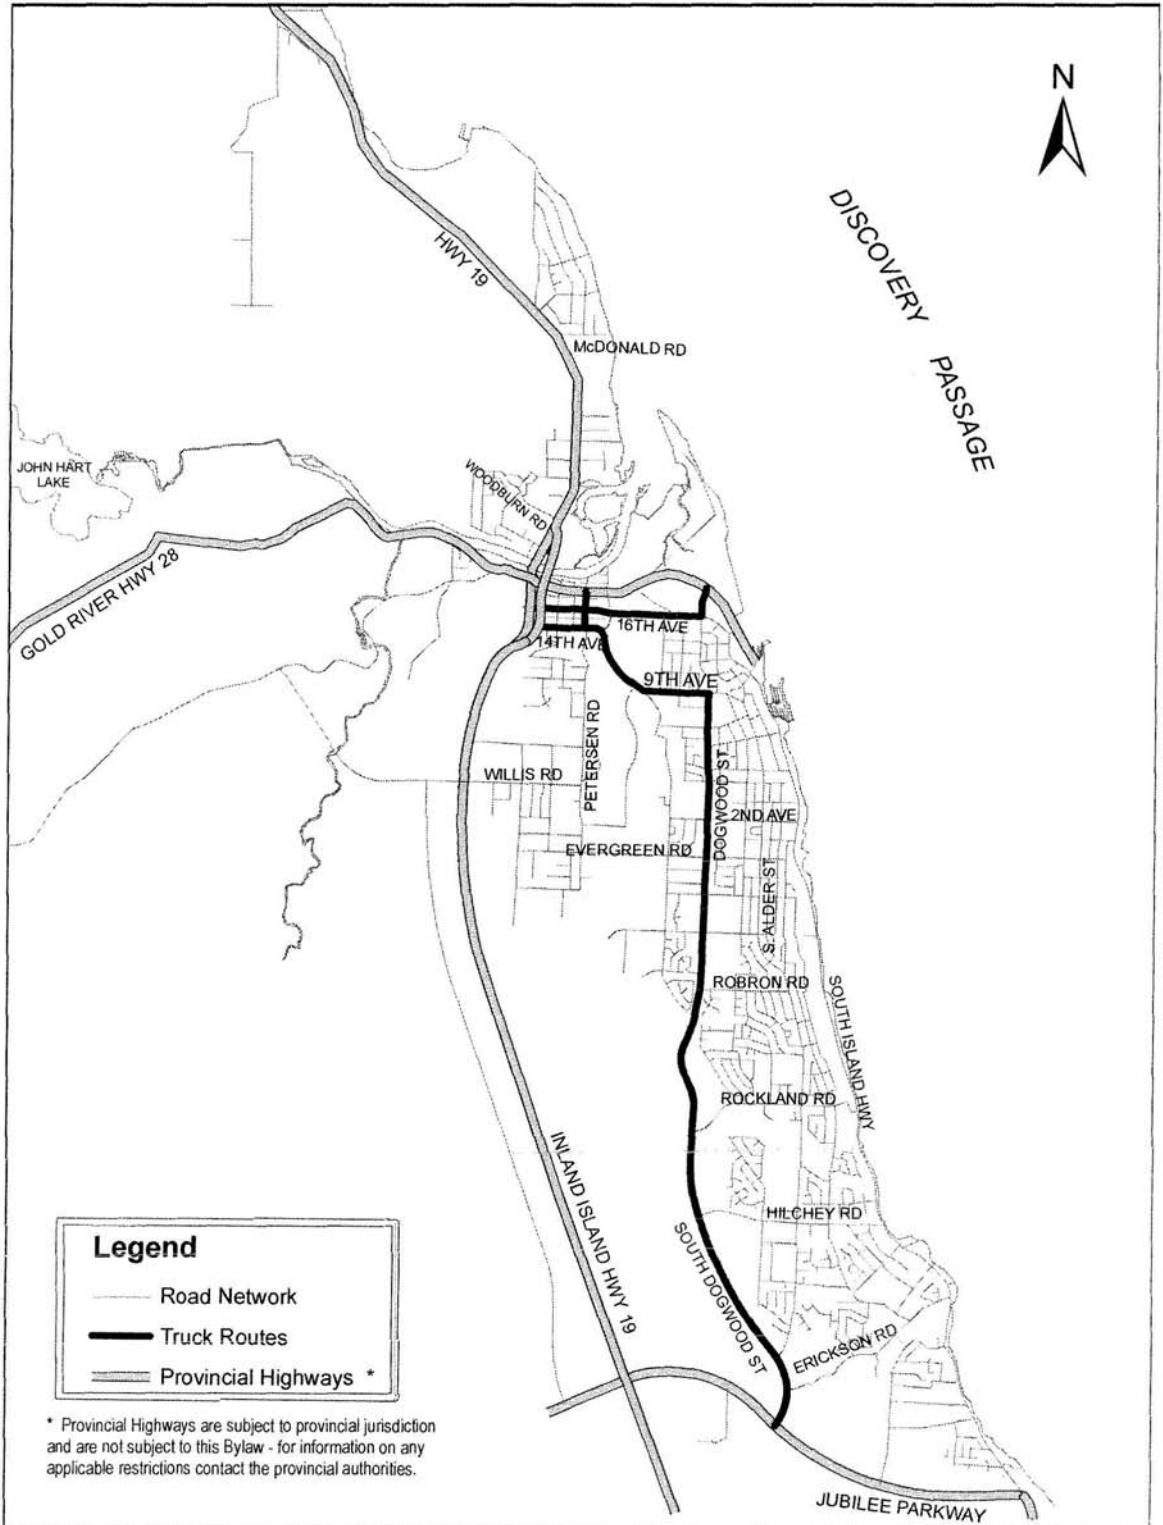 N
DISCOVERY PASSAGE
HWY 19
McDONALD RD
JOHN HART
LAKE
WOODBURN RD
GOLD RIVER HWY 28
16TH AVE
14TH AVE
9TH AVE
PETERSEN RD
WILLIS RD
DOGWOOD ST
2ND AVE
EVERGREEN RD
S. ALDER ST
ROBRON RD
SOUTH ISLAND HWY
ROCKLAND RD
INLAND ISLAND HWY 19
HILCHEY RD
SOUTH DOGWOOD ST
ERICKSON RD
JUBILEE PARKWAY
Legend
Road Network
Truck Routes
Provincial Highways *
* Provincial Highways are subject to provincial jurisdiction
and are not subject to this Bylaw - for information on any
applicable restrictions contact the provincial authorities.